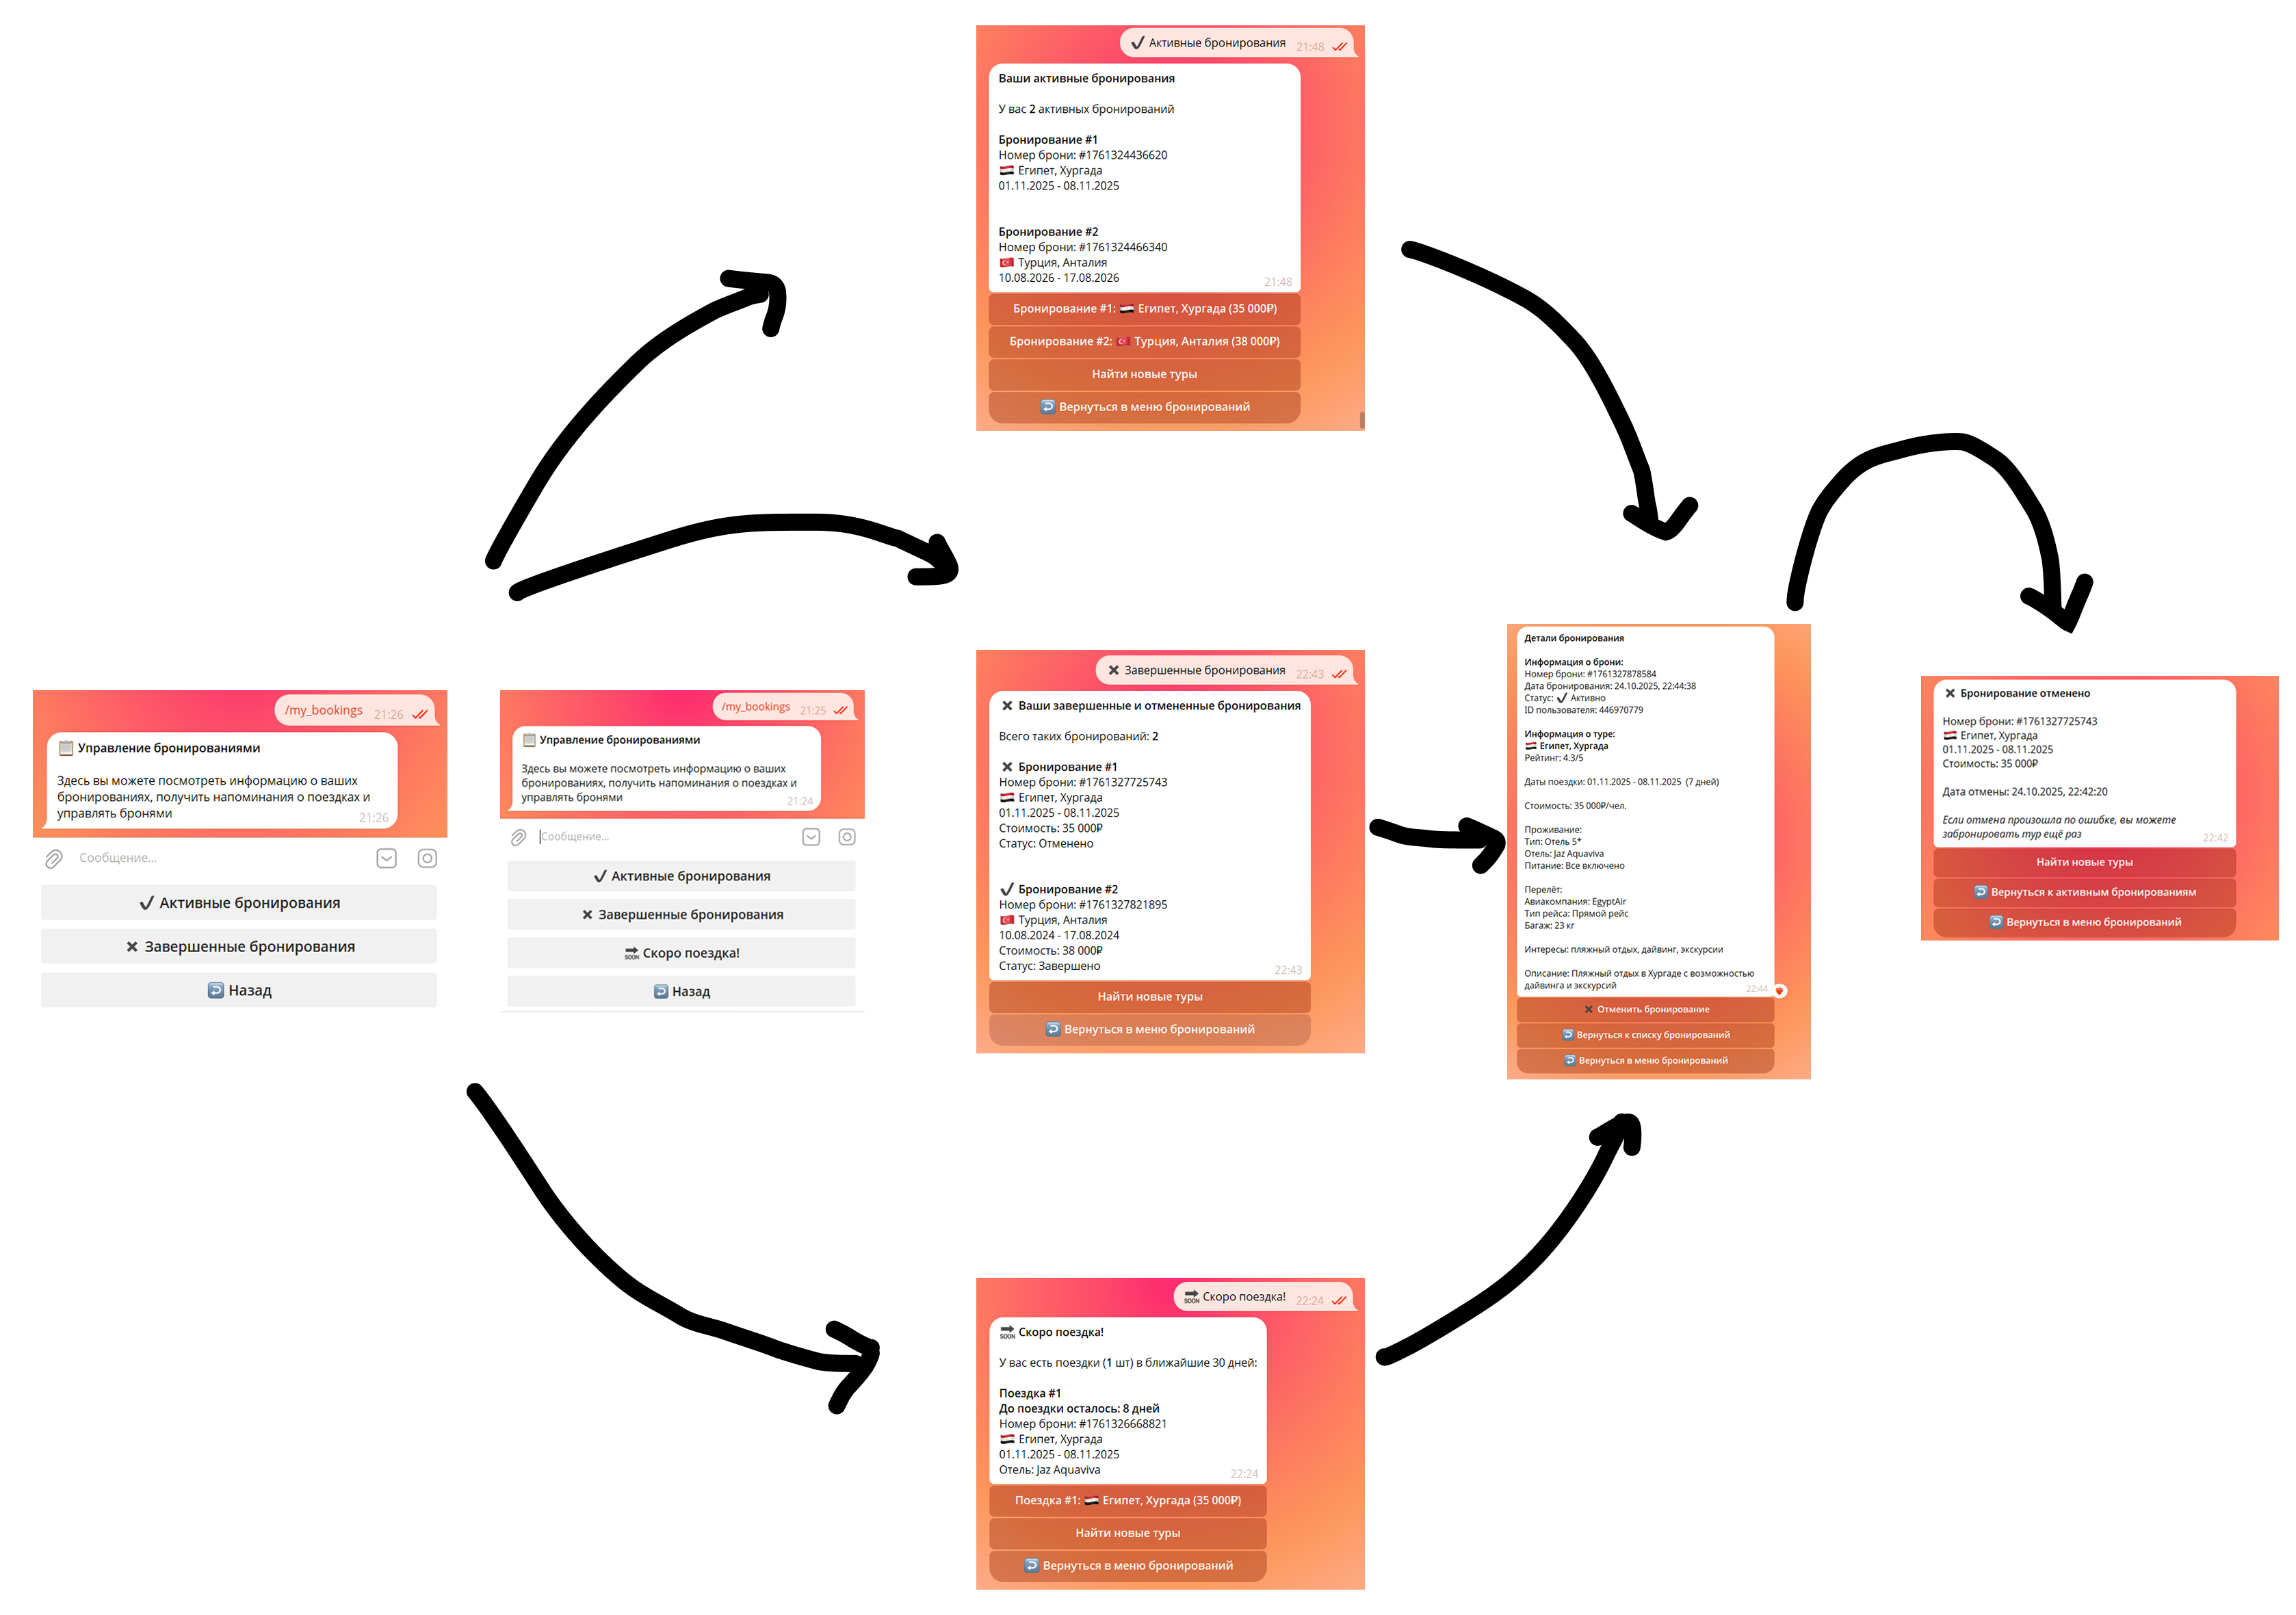 /my_bookings 21:26
📋 Управление бронированиями
Здесь вы можете посмотреть информацию о ваших
бронированиях, получить напоминания о поездках и
управлять бронями 21:26
Сообщение...
✔ Активные бронирования
✖ Завершенные бронирования
↩ Назад
/my_bookings 21:25
📋 Управление бронированиями
Здесь вы можете посмотреть информацию о ваших
бронированиях, получить напоминания о поездках и
управлять бронями 21:24
Сообщение...
✔ Активные бронирования
✖ Завершенные бронирования
🔜 Скоро поездка!
↩ Назад
✔ Активные бронирования 21:48
Ваши активные бронирования
У вас 2 активных бронирований
Бронирование #1
Номер брони: #1761324436620
🇪🇬 Египет, Хургада
01.11.2025 - 08.11.2025
Бронирование #2
Номер брони: #1761324466340
🇹🇷 Турция, Анталия
10.08.2026 - 17.08.2026
21:48
Бронирование #1: 🇪🇬 Египет, Хургада (35 000₽)
Бронирование #2: 🇹🇷 Турция, Анталия (38 000₽)
Найти новые туры
↩ Вернуться в меню бронирований
✖ Завершенные бронирования 22:43
✖ Ваши завершенные и отмененные бронирования
Всего таких бронирований: 2
✖ Бронирование #1
Номер брони: #1761327725743
🇪🇬 Египет, Хургада
01.11.2025 - 08.11.2025
Стоимость: 35 000₽
Статус: Отменено
✔ Бронирование #2
Номер брони: #1761327821895
🇹🇷 Турция, Анталия
10.08.2024 - 17.08.2024
Стоимость: 38 000₽
Статус: Завершено
22:43
Найти новые туры
↩ Вернуться в меню бронирований
🔜 Скоро поездка! 22:24
🔜 Скоро поездка!
У вас есть поездки (1 шт) в ближайшие 30 дней:
Поездка #1
До поездки осталось: 8 дней
Номер брони: #1761326668821
🇪🇬 Египет, Хургада
01.11.2025 - 08.11.2025
Отель: Jaz Aquaviva
22:24
Поездка #1: 🇪🇬 Египет, Хургада (35 000₽)
Найти новые туры
↩ Вернуться в меню бронирований
Детали бронирования
Информация о брони:
Номер брони: #1761327878584
Дата бронирования: 24.10.2025, 22:44:38
Статус: ✔ Активно
ID пользователя: 446970779
Информация о туре:
🇪🇬 Египет, Хургада
Рейтинг: 4.3/5
Даты поездки: 01.11.2025 - 08.11.2025 (7 дней)
Стоимость: 35 000₽/чел.
Проживание:
Тип: Отель 5*
Отель: Jaz Aquaviva
Питание: Все включено
Перелёт:
Авиакомпания: EgyptAir
Тип рейса: Прямой рейс
Багаж: 23 кг
Интересы: пляжный отдых, дайвинг, экскурсии
Описание: Пляжный отдых в Хургаде с возможностью
дайвинга и экскурсий
22:44
✖ Отменить бронирование
↩ Вернуться к списку бронирований
↩ Вернуться в меню бронирований
✖ Бронирование отменено
Номер брони: #1761327725743
🇪🇬 Египет, Хургада
01.11.2025 - 08.11.2025
Стоимость: 35 000₽
Дата отмены: 24.10.2025, 22:42:20
Если отмена произошла по ошибке, вы можете
забронировать тур ещё раз 22:42
Найти новые туры
↩ Вернуться к активным бронированиям
↩ Вернуться в меню бронирований